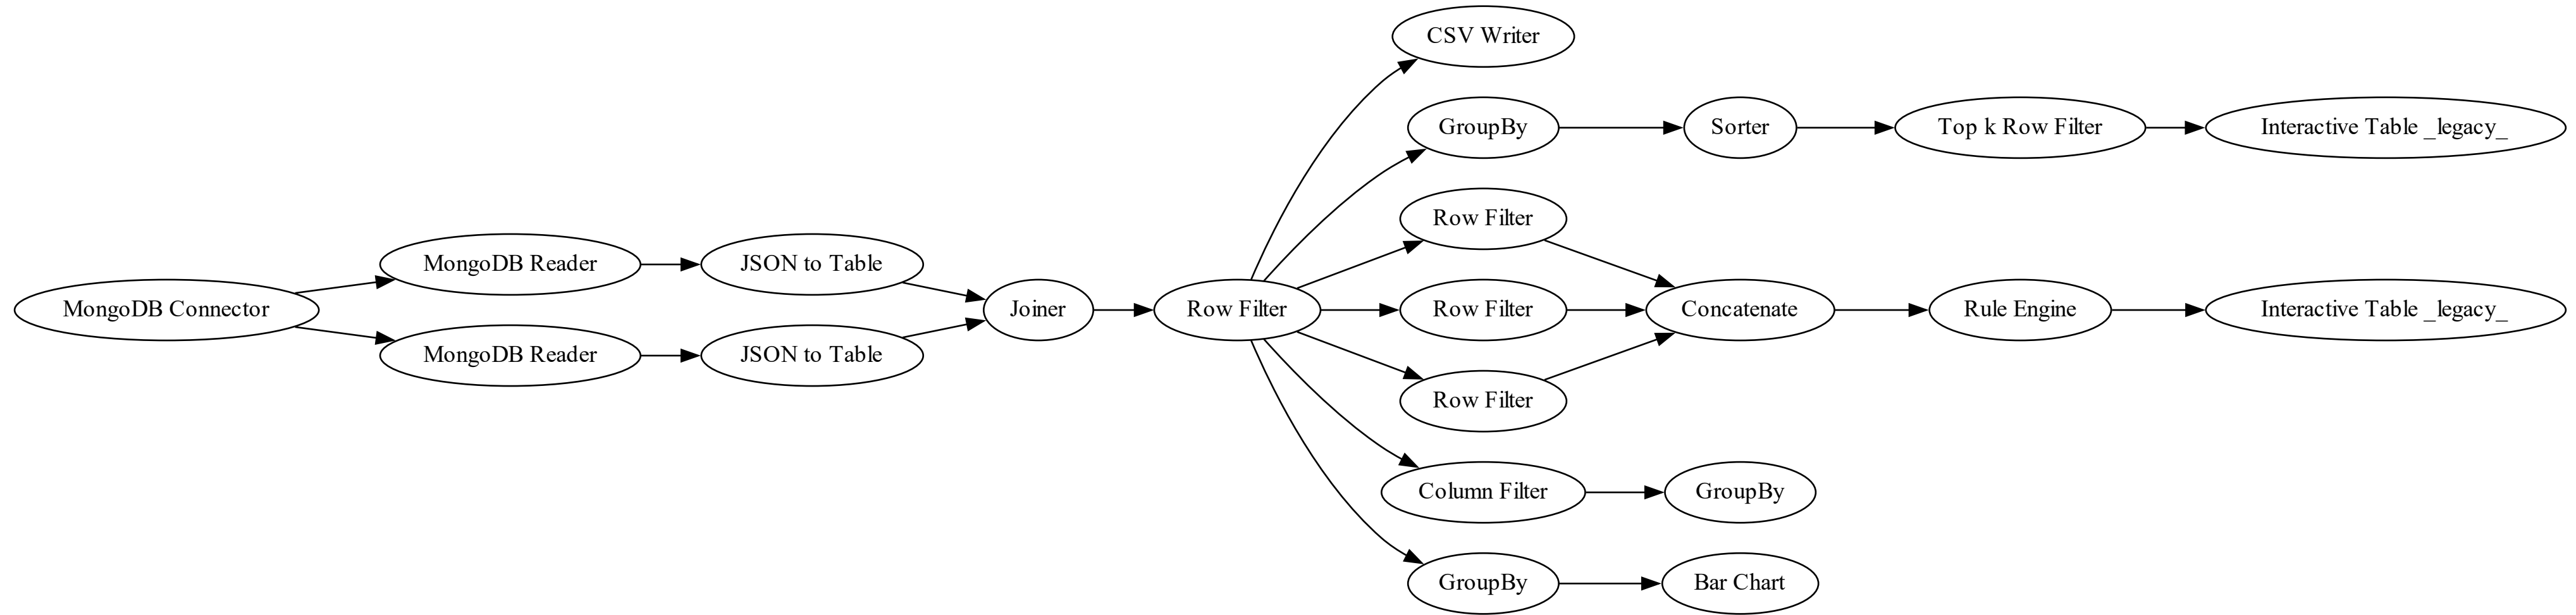 CSV Writer
GroupBy
Sorter
Top k Row Filter
Interactive Table _legacy_
Row Filter
MongoDB Reader
JSON to Table
MongoDB Connector
Joiner
Row Filter
Row Filter
Concatenate
Rule Engine
Interactive Table _legacy_
MongoDB Reader
JSON to Table
Row Filter
Column Filter
GroupBy
GroupBy
Bar Chart